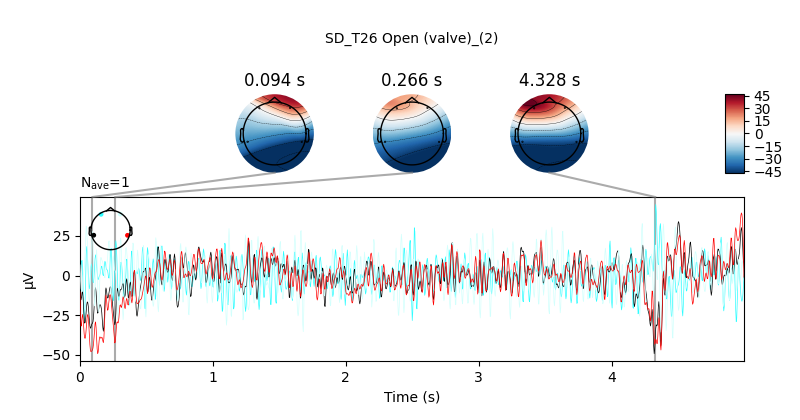 SD_T26 Open (valve)_(2)
0.094 s 0.266 s 4.328 s
45
30
15
0
−15
−30
−45
Nave=1
25
0
−25
−50
µV
0 1 2 3 4
Time (s)